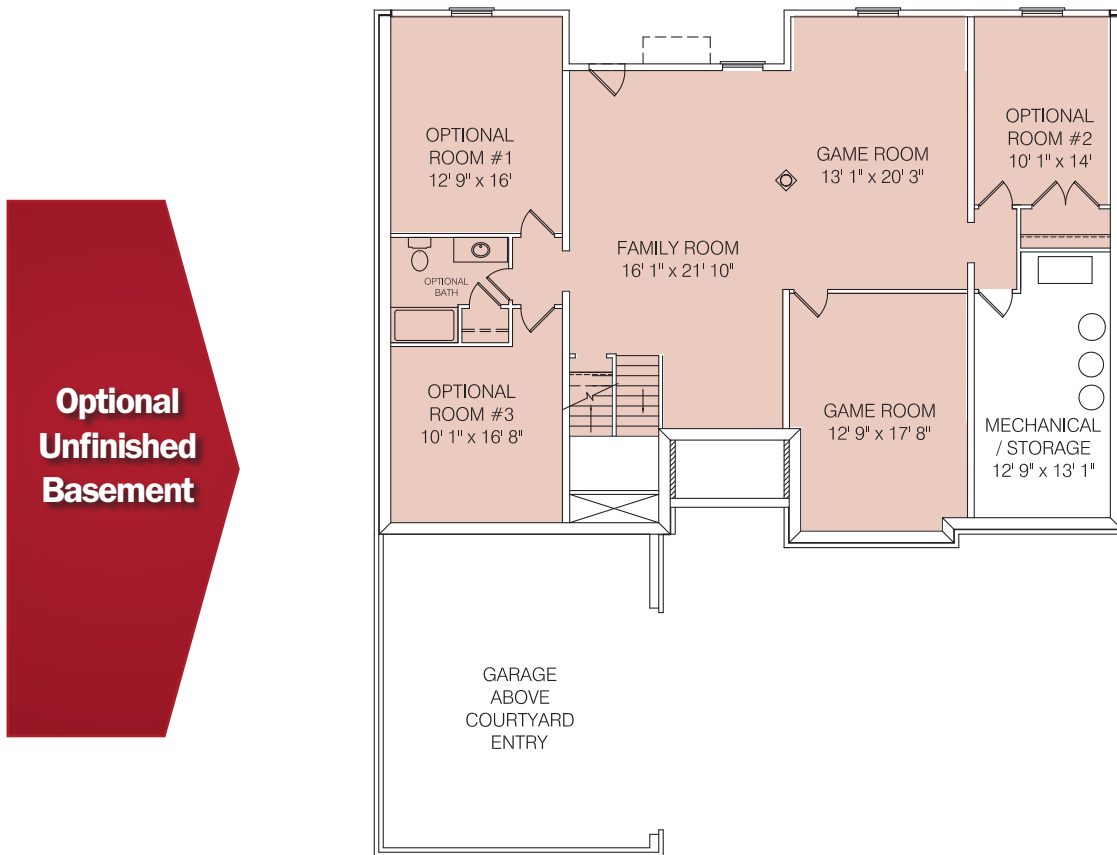 Optional
Unfinished
Basement
OPTIONAL
ROOM #1
12' 9" x 16'
OPTIONAL
BATH
OPTIONAL
ROOM #3
10' 1" x 16' 8"
FAMILY ROOM
16' 1" x 21' 10"
GAME ROOM
13' 1" x 20' 3"
OPTIONAL
ROOM #2
10' 1" x 14'
GAME ROOM
12' 9" x 17' 8"
MECHANICAL
/ STORAGE
12' 9" x 13' 1"
GARAGE
ABOVE
COURTYARD
ENTRY